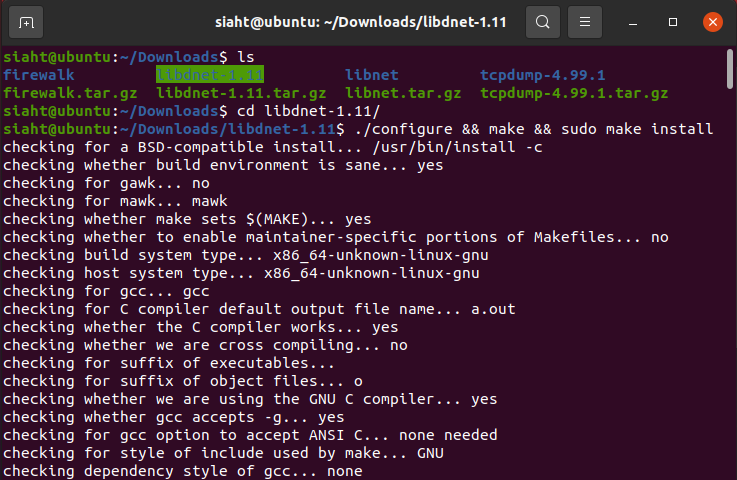 siaht@ubuntu: ~/Downloads/libdnet-1.11
siaht@ubuntu:~/Downloads$ ls
firewalk libdnet-1.11 libnet tcpdump-4.99.1
firewalk.tar.gz libdnet-1.11.tar.gz libnet.tar.gz tcpdump-4.99.1.tar.gz
siaht@ubuntu:~/Downloads$ cd libdnet-1.11/
siaht@ubuntu:~/Downloads/libdnet-1.11$ ./configure && make && sudo make install
checking for a BSD-compatible install... /usr/bin/install -c
checking whether build environment is sane... yes
checking for gawk... no
checking for mawk... mawk
checking whether make sets $(MAKE)... yes
checking whether to enable maintainer-specific portions of Makefiles... no
checking build system type... x86_64-unknown-linux-gnu
checking host system type... x86_64-unknown-linux-gnu
checking for gcc... gcc
checking for C compiler default output file name... a.out
checking whether the C compiler works... yes
checking whether we are cross compiling... no
checking for suffix of executables...
checking for suffix of object files... o
checking whether we are using the GNU C compiler... yes
checking whether gcc accepts -g... yes
checking for gcc option to accept ANSI C... none needed
checking for style of include used by make... GNU
checking dependency style of gcc... none